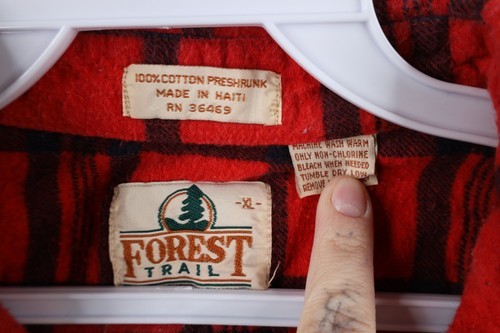 100% COTTON PRESHRUNK
MADE IN HAITI
RN 36469
MACHINE WASH WARM
ONLY NON-CHLORINE
BLEACH WHEN NEEDED
TUMBLE DRY LOW
REMOVE
-XL-
FOREST
TRAIL